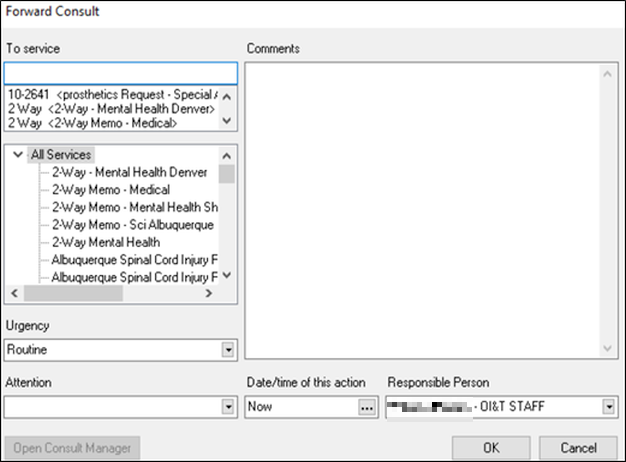 Forward Consult
To service
10-2641 <prosthetics Request - Special
2 Way <2-Way - Mental Health Denver>
2 Way <2-Way Memo - Medical>
All Services
2-Way - Mental Health Denver
2-Way Memo - Medical
2-Way Memo - Mental Health Sh
2-Way Memo - Sci Albuquerque
2-Way Mental Health
Albuquerque Spinal Cord Injury F
Albuquerque Spinal Cord Injury F
Urgency
Routine
Attention
Comments
Date/time of this action
Now
...
Responsible Person
- OI&T STAFF
Open Consult Manager
OK
Cancel